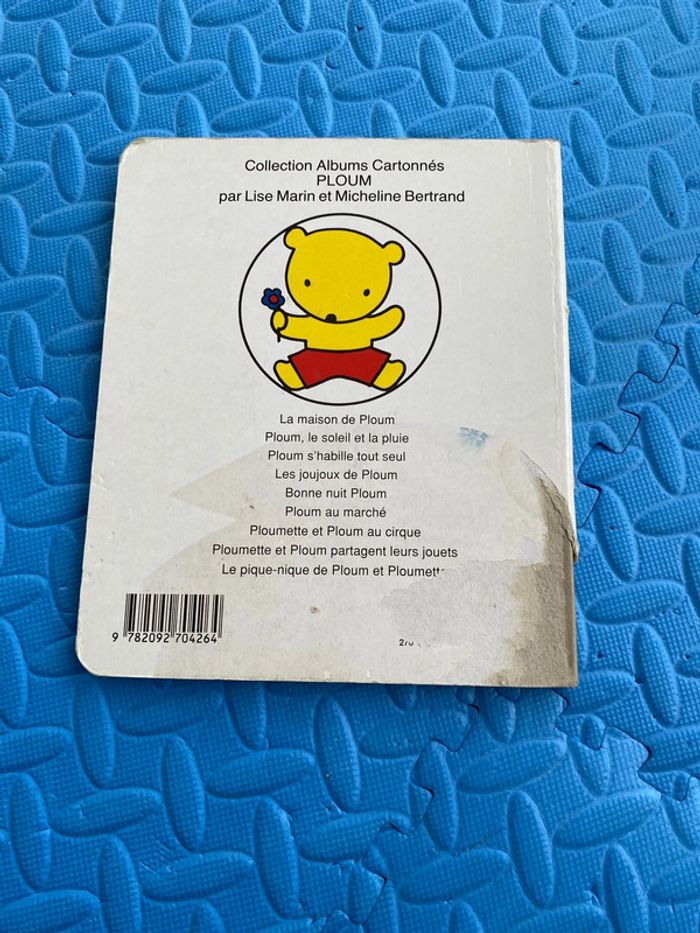 Collection Albums Cartonnés
PLOUM
par Lise Marin et Micheline Bertrand
La maison de Ploum
Ploum, le soleil et la pluie
Ploum s'habille tout seul
Les joujoux de Ploum
Bonne nuit Ploum
Ploum au marché
Ploumette et Ploum au cirque
Ploumette et Ploum partagent leurs jouets
Le pique-nique de Ploum et Ploumette
9 782092 704264